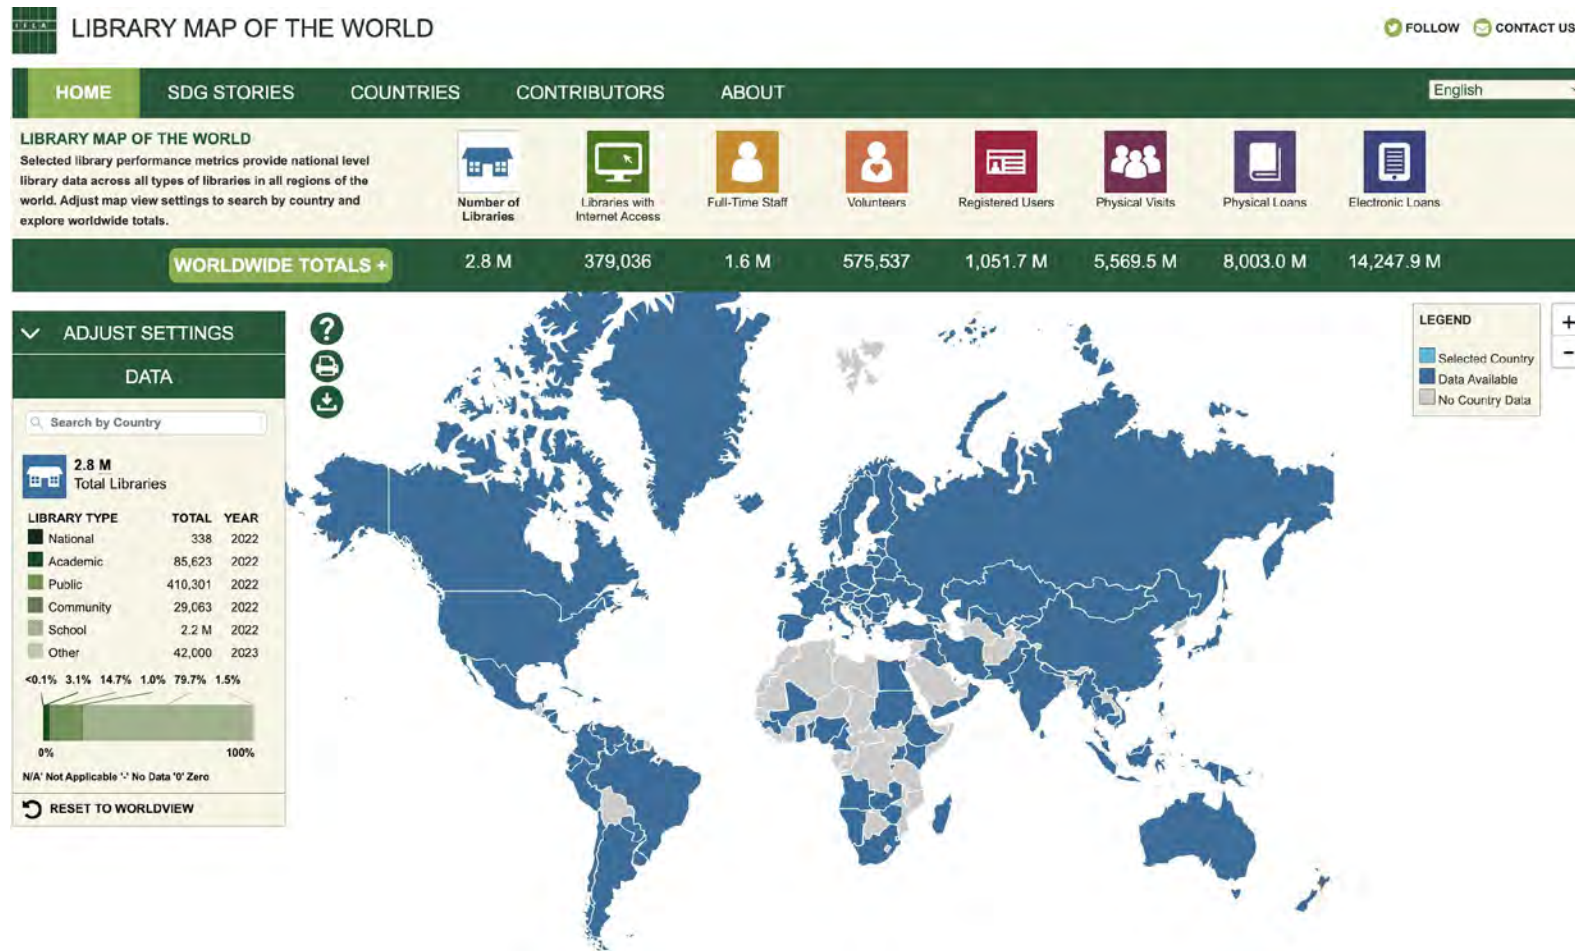 IFLA
LIBRARY MAP OF THE WORLD
FOLLOW
CONTACT US
HOME
SDG STORIES
COUNTRIES
CONTRIBUTORS
ABOUT
English
LIBRARY MAP OF THE WORLD
Selected library performance metrics provide national level
library data across all types of libraries in all regions of the
world. Adjust map view settings to search by country and
explore worldwide totals.
Number of
Libraries
Libraries with
Internet Access
Full-Time Staff
Volunteers
Registered Users
Physical Visits
Physical Loans
Electronic Loans
WORLDWIDE TOTALS +
2.8 M
379,036
1.6 M
575,537
1,051.7 M
5,569.5 M
8,003.0 M
14,247.9 M
ADJUST SETTINGS
DATA
Search by Country
2.8 M
Total Libraries
LIBRARY TYPE TOTAL YEAR
National 338 2022
Academic 85,623 2022
Public 410,301 2022
Community 29,063 2022
School 2.2 M 2022
Other 42,000 2023
<0.1% 3.1% 14.7% 1.0% 79.7% 1.5%
0% 100%
N/A' Not Applicable '-' No Data '0' Zero
RESET TO WORLDVIEW
?
LEGEND
Selected Country
Data Available
No Country Data
+
-